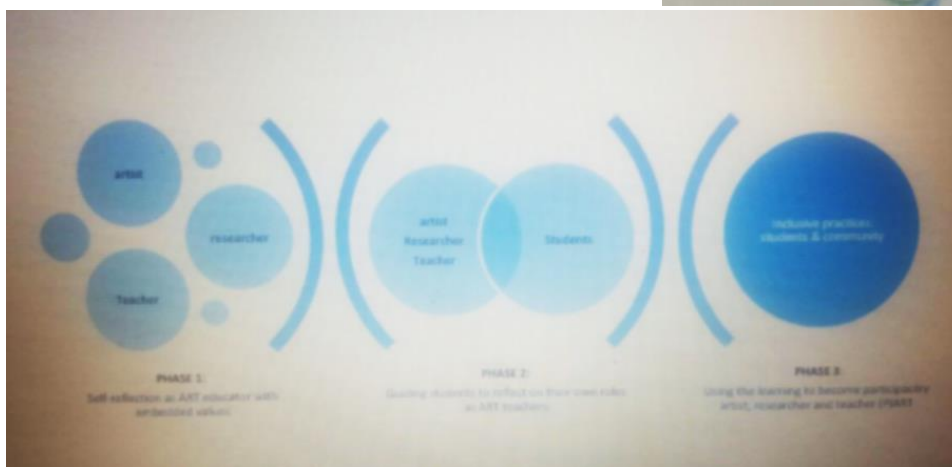 artist
researcher
Teacher
PHASE 1:
Self-reflection as ART educator with
embedded values
artist
Researcher
Teacher
Students
PHASE 2:
Guiding students to reflect on their own roles
as ART teachers
Inclusive practices
students & community
PHASE 3:
Using the learning to become participatory
artist, researcher and teacher